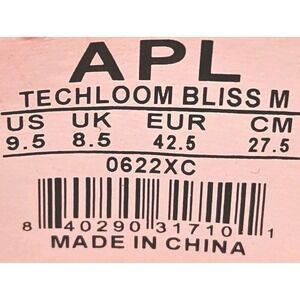 APL
TECHLOOM BLISS M
US UK EUR CM
9.5 8.5 42.5 27.5
0622XC
8 40290 31710 1
MADE IN CHINA